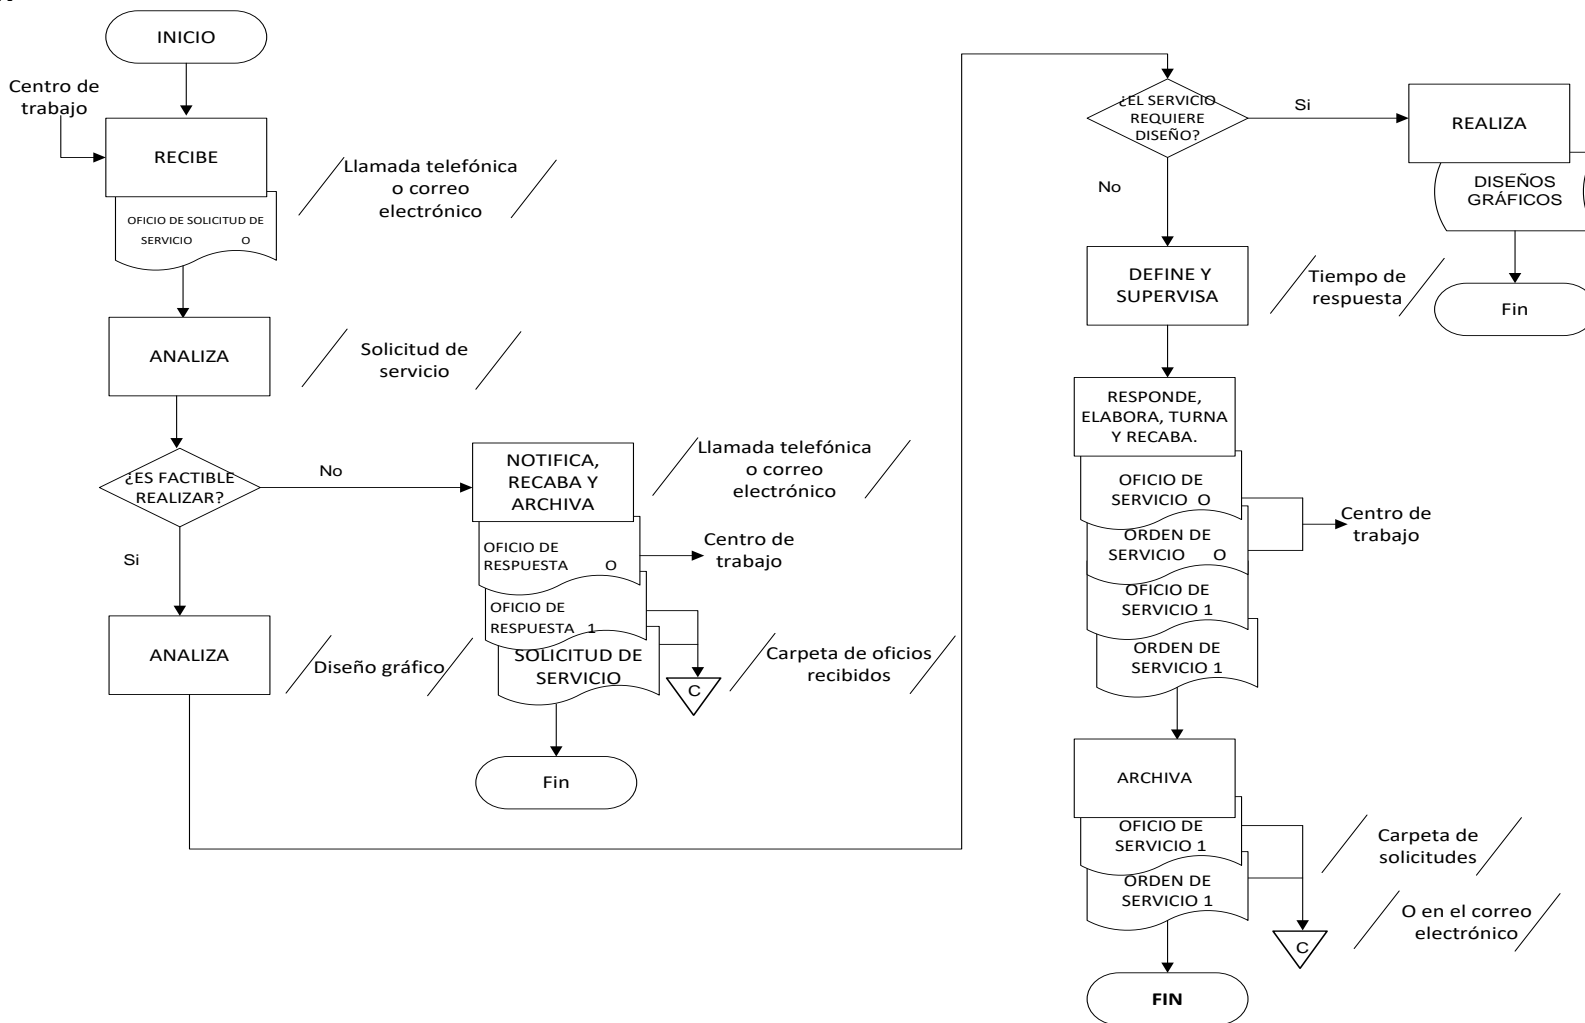 INICIO
Centro de
trabajo
RECIBE
OFICIO DE SOLICITUD DE
SERVICIO O
Llamada telefónica
o correo
electrónico
ANALIZA
Solicitud de
servicio
¿ES FACTIBLE
REALIZAR?
No
Si
NOTIFICA,
RECABA Y
ARCHIVA
Llamada telefónica
o correo
electrónico
OFICIO DE
RESPUESTA O
Centro de
trabajo
OFICIO DE
RESPUESTA 1
SOLICITUD DE
SERVICIO
C
Carpeta de oficios
recibidos
Fin
ANALIZA
Diseño gráfico
¿EL SERVICIO
REQUIERE
DISEÑO?
Si
No
REALIZA
DISEÑOS
GRÁFICOS
Fin
DEFINE Y
SUPERVISA
Tiempo de
respuesta
RESPONDE,
ELABORA, TURNA
Y RECABA.
OFICIO DE
SERVICIO O
ORDEN DE
SERVICIO O
Centro de
trabajo
OFICIO DE
SERVICIO 1
ORDEN DE
SERVICIO 1
ARCHIVA
OFICIO DE
SERVICIO 1
ORDEN DE
SERVICIO 1
C
Carpeta de
solicitudes
O en el correo
electrónico
FIN